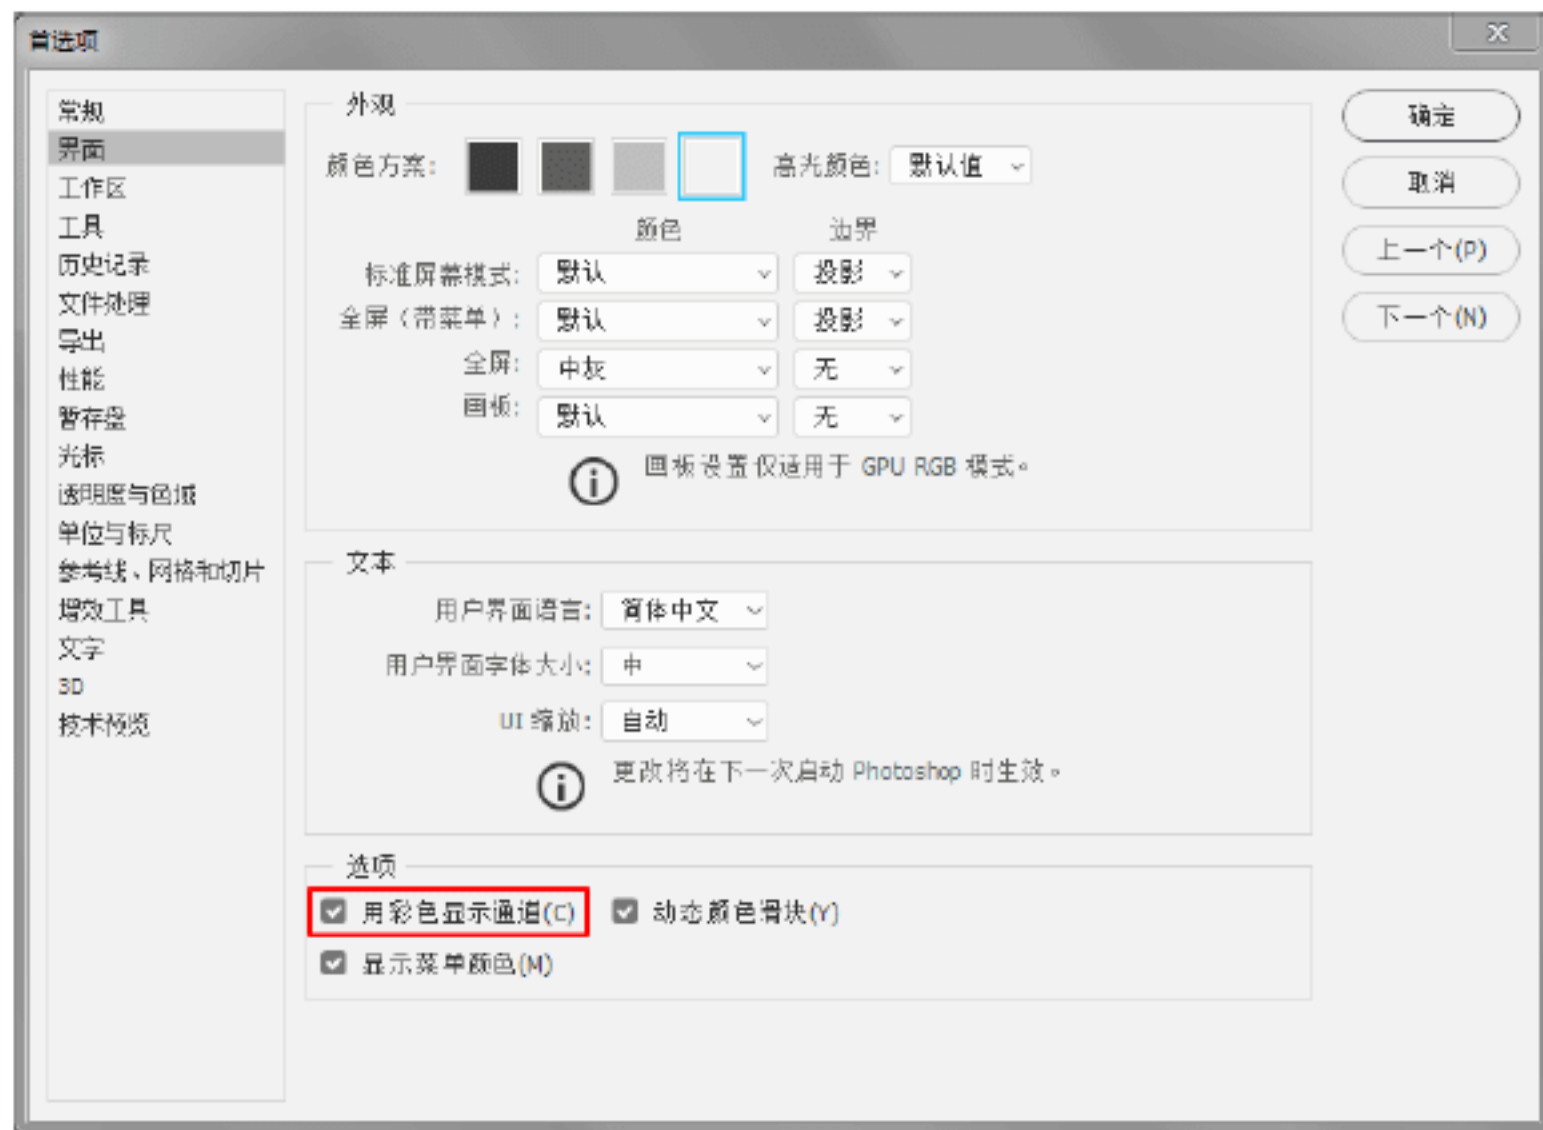 首选项
常规
界面
工作区
工具
历史记录
文件处理
导出
性能
暂存盘
光标
透明度与色域
单位与标尺
参考线、网格和切片
增效工具
文字
3D
技术预览
外观
颜色方案: 高光颜色: 默认值
颜色 边界
标准屏幕模式: 默认 投影
全屏（带菜单）: 默认 投影
全屏: 中灰 无
画板: 默认 无
画板设置仅适用于 GPU RGB 模式。
文本
用户界面语言: 简体中文
用户界面字体大小: 中
UI 缩放: 自动
更改将在下一次启动 Photoshop 时生效。
选项
用彩色显示通道(C) 动态颜色滑块(Y)
显示菜单颜色(M)
确定
取消
上一个(P)
下一个(N)